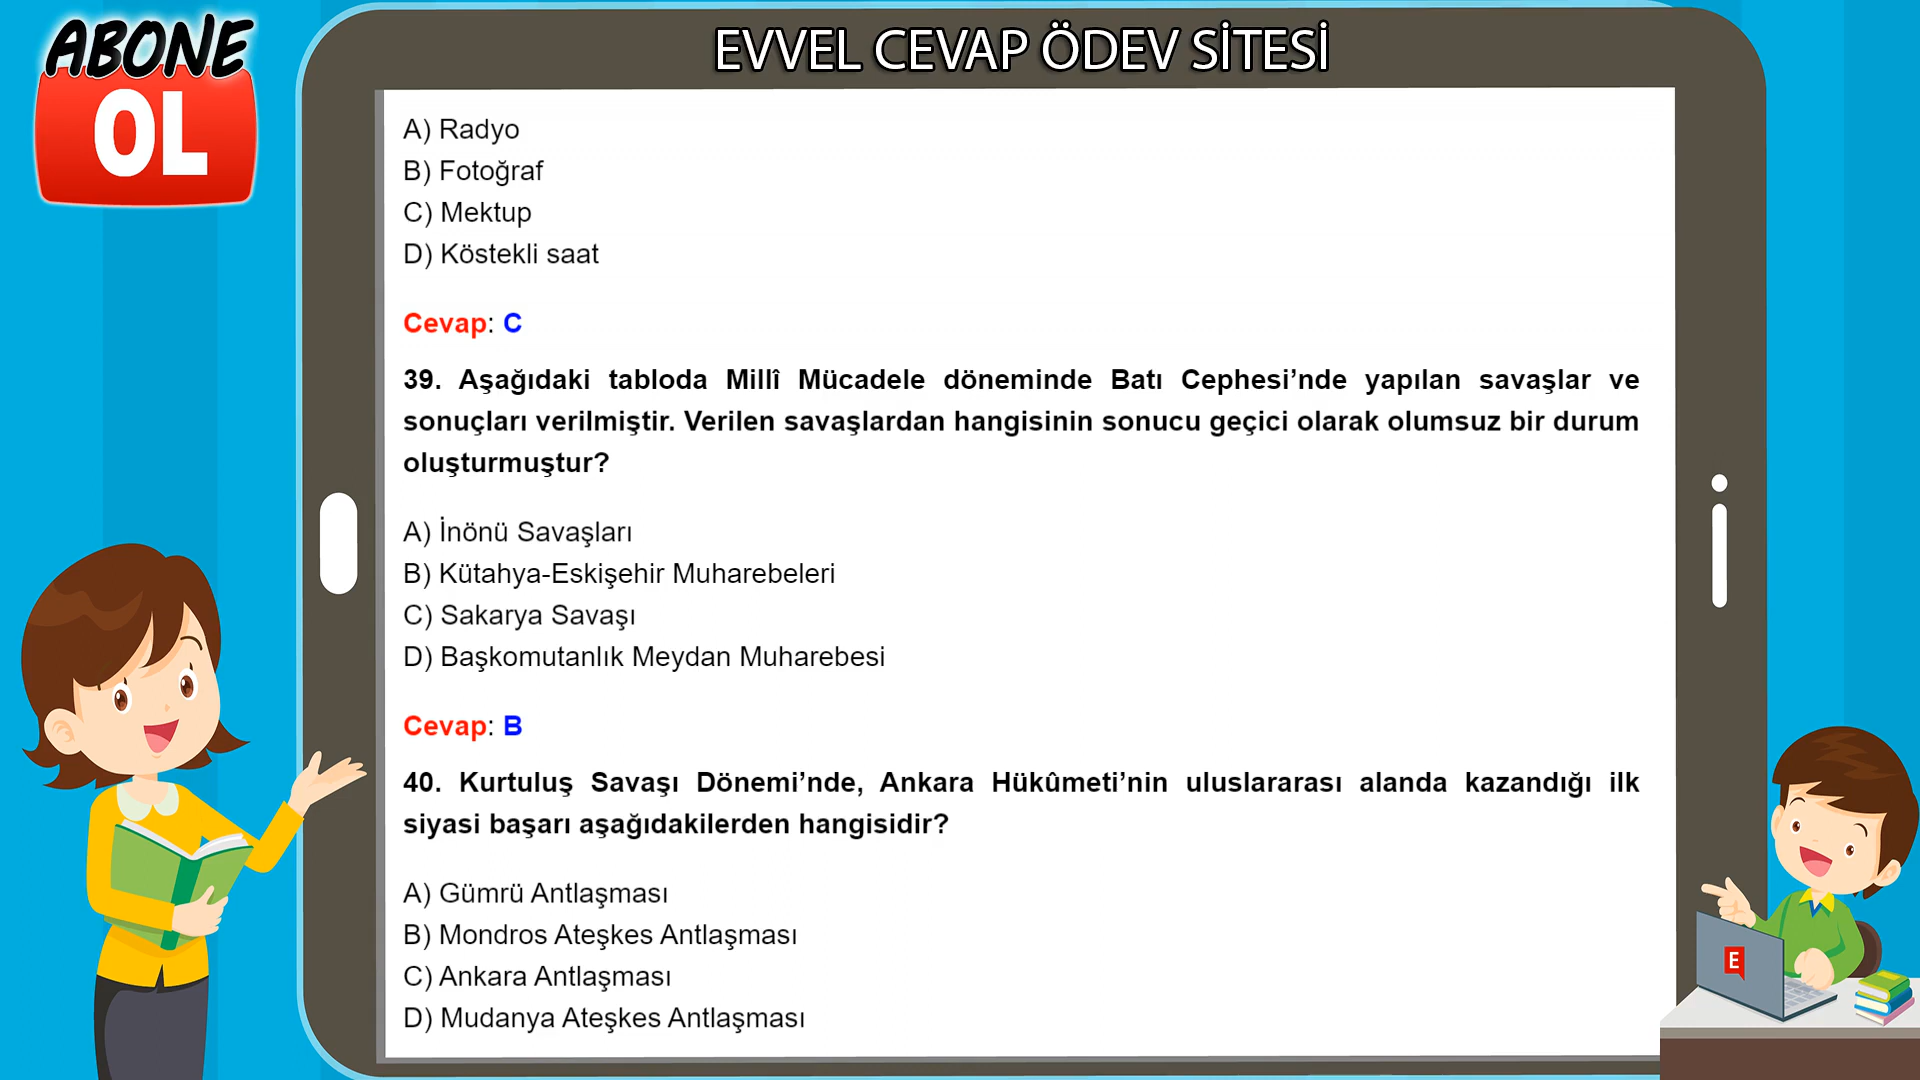 ABONE
OL
EVVEL CEVAP ÖDEV SİTESİ
A) Radyo
B) Fotoğraf
C) Mektup
D) Köstekli saat
Cevap: C
39. Aşağıdaki tabloda Millî Mücadele döneminde Batı Cephesi’nde yapılan savaşlar ve
sonuçları verilmiştir. Verilen savaşlardan hangisinin sonucu geçici olarak olumsuz bir durum
oluşturmuştur?
A) İnönü Savaşları
B) Kütahya-Eskişehir Muharebeleri
C) Sakarya Savaşı
D) Başkomutanlık Meydan Muharebesi
Cevap: B
40. Kurtuluş Savaşı Dönemi’nde, Ankara Hükûmeti’nin uluslararası alanda kazandığı ilk
siyasi başarı aşağıdakilerden hangisidir?
A) Gümrü Antlaşması
B) Mondros Ateşkes Antlaşması
C) Ankara Antlaşması
D) Mudanya Ateşkes Antlaşması
E